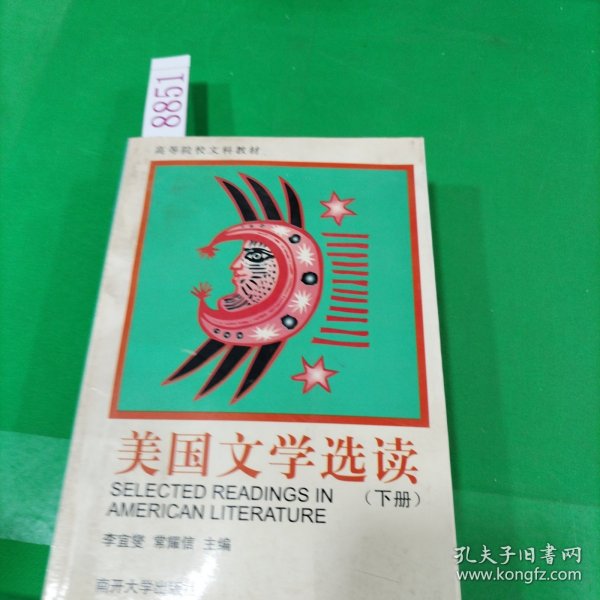 8851
高等院校文科教材
美国文学选读
SELECTED READINGS IN
AMERICAN LITERATURE
（下册）
李宜燮 常耀信 主编
南开大学出版社
孔夫子旧书网
www.kongfz.com